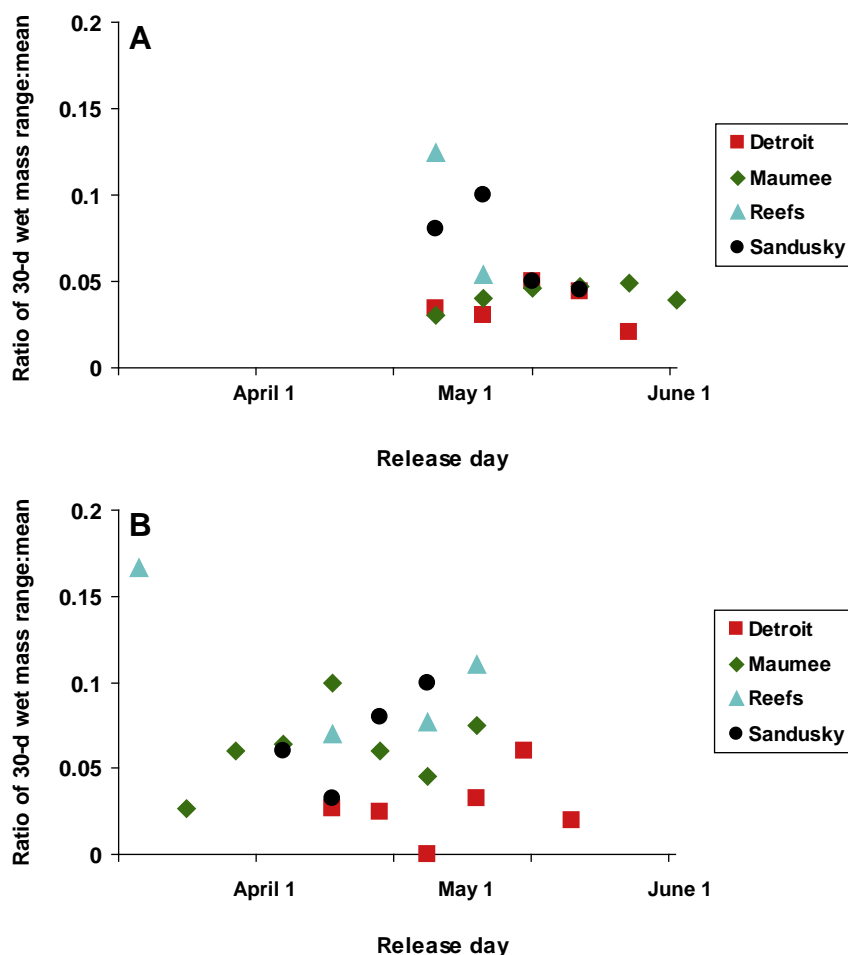 A
Ratio of 30-d wet mass range:mean
0.2
0.15
0.1
0.05
0
April 1
May 1
June 1
Release day
Detroit
Maumee
Reefs
Sandusky
B
Ratio of 30-d wet mass range:mean
0.2
0.15
0.1
0.05
0
April 1
May 1
June 1
Release day
Detroit
Maumee
Reefs
Sandusky